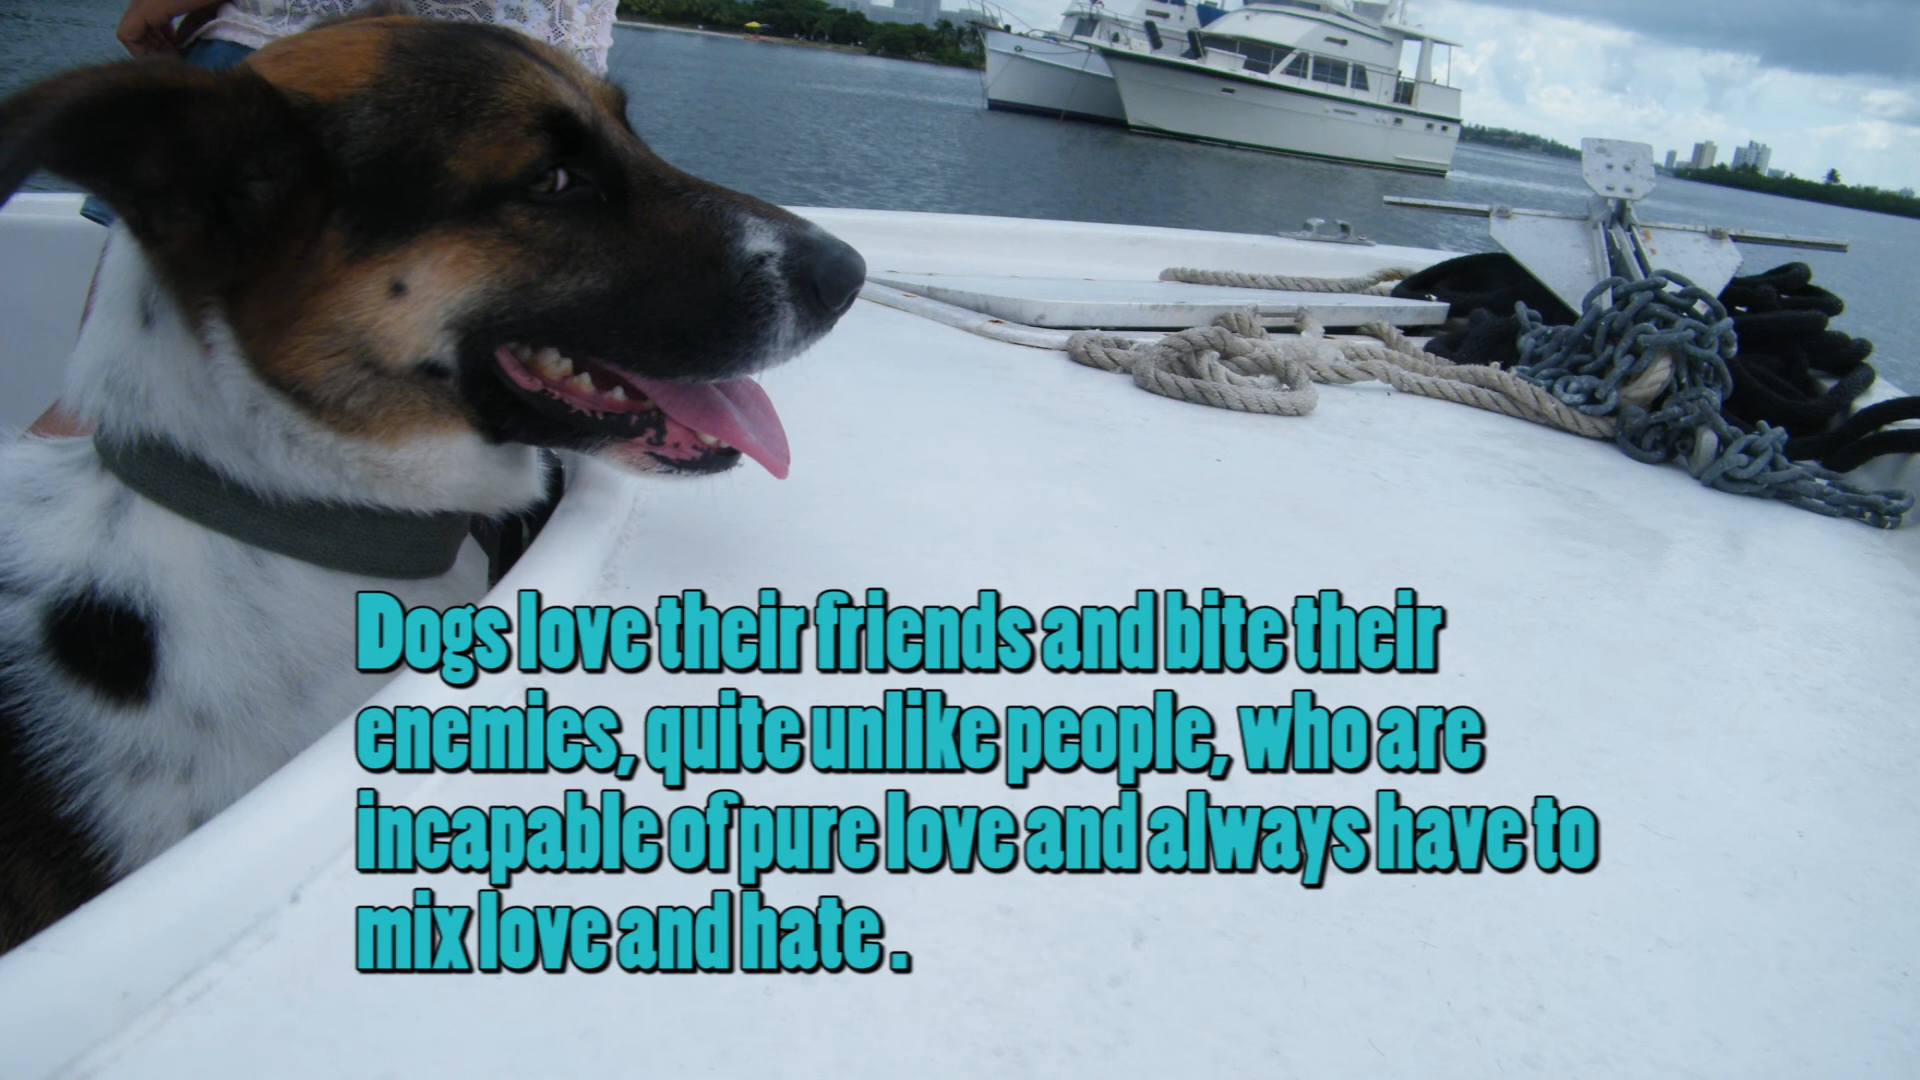 Dogs love their friends and bite their
enemies, quite unlike people, who are
incapable of pure love and always have to
mix love and hate .